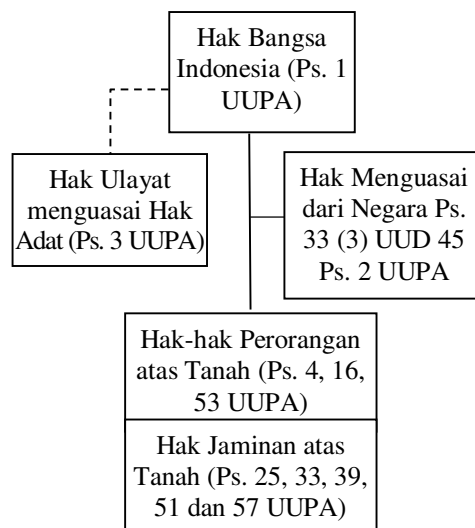 Hak Bangsa
Indonesia (Ps. 1
UUPA)
Hak Ulayat
menguasai Hak
Adat (Ps. 3 UUPA)
Hak Menguasai
dari Negara Ps.
33 (3) UUD 45
Ps. 2 UUPA
Hak-hak Perorangan
atas Tanah (Ps. 4, 16,
53 UUPA)
Hak Jaminan atas
Tanah (Ps. 25, 33, 39,
51 dan 57 UUPA)